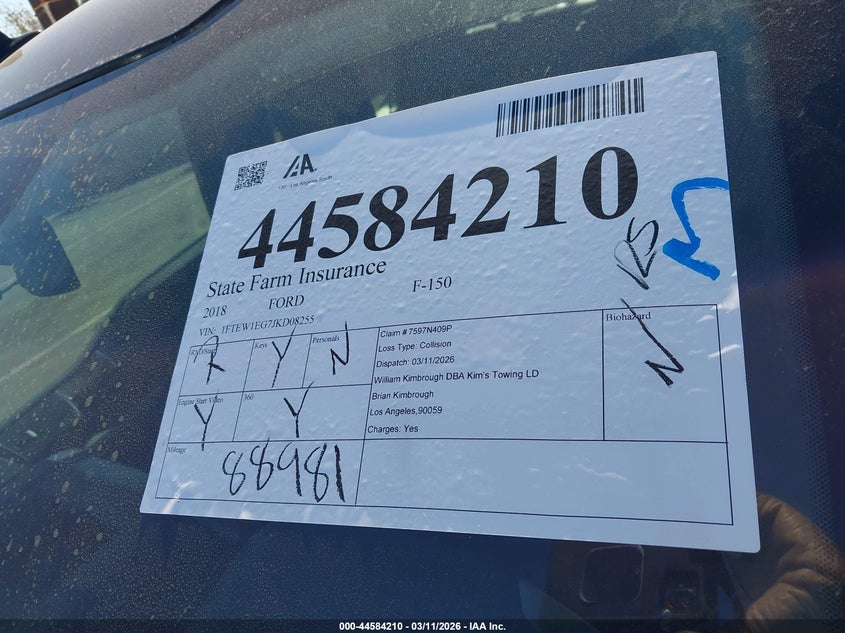 IAA
130 - Los Angeles South
44584210
State Farm Insurance
2018 FORD F-150
VIN: 1FTEW1EG7JKD08255
RND/Start R
Keys Y
Personals N
Claim # 7597N409P
Loss Type: Collision
Dispatch: 03/11/2026
William Kimbrough DBA Kim's Towing LD
Brian Kimbrough
Los Angeles,90059
Charges: Yes
Biohazard N
Engine Start Video Y
360 Y
Mileage 88981
000-44584210 - 03/11/2026 - IAA Inc.